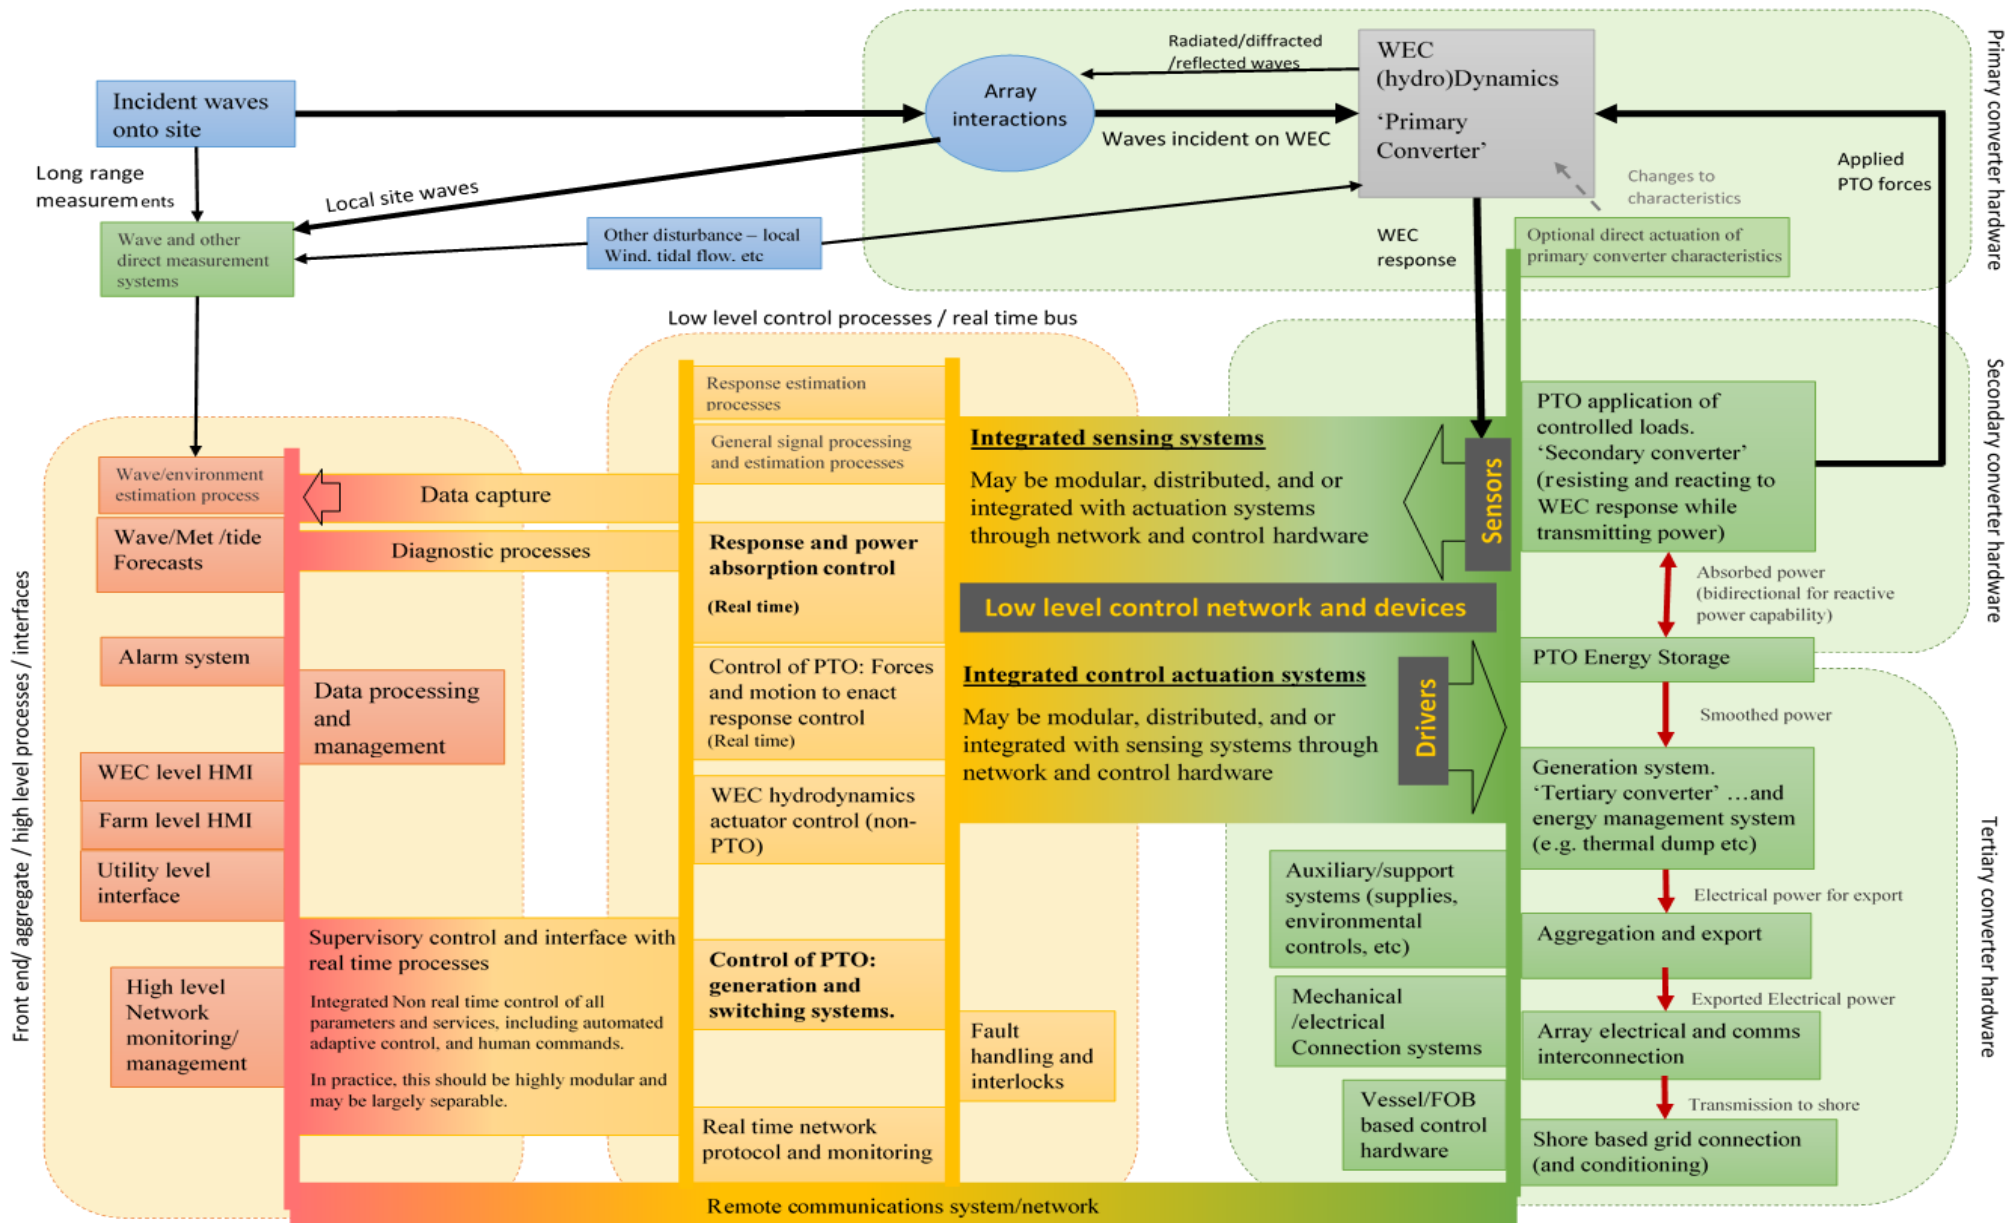 Radiated/diffracted
/reflected waves
WEC
(hydro)Dynamics
‘Primary
Converter’
Incident waves
onto site
Array
interactions
Waves incident on WEC
Applied
PTO forces
Long range
measurements
Local site waves
Changes to
characteristics
Wave and other
direct measurement
systems
Other disturbance – local
Wind. tidal flow. etc
WEC
response
Optional direct actuation of
primary converter characteristics
Primary converter hardware
Low level control processes / real time bus
Response estimation
processes
General signal processing
and estimation processes
Response and power
absorption control
(Real time)
Control of PTO: Forces
and motion to enact
response control
(Real time)
WEC hydrodynamics
actuator control (non-
PTO)
Control of PTO:
generation and
switching systems.
Real time network
protocol and monitoring
Fault
handling and
interlocks
Integrated sensing systems
May be modular, distributed, and or
integrated with actuation systems
through network and control hardware
Sensors
Low level control network and devices
Integrated control actuation systems
May be modular, distributed, and or
integrated with sensing systems through
network and control hardware
Drivers
PTO application of
controlled loads.
‘Secondary converter’
(resisting and reacting to
WEC response while
transmitting power)
Absorbed power
(bidirectional for reactive
power capability)
Secondary converter hardware
PTO Energy Storage
Smoothed power
Generation system.
‘Tertiary converter’ …and
energy management system
(e.g. thermal dump etc)
Electrical power for export
Aggregation and export
Exported Electrical power
Array electrical and comms
interconnection
Transmission to shore
Shore based grid connection
(and conditioning)
Tertiary converter hardware
Auxiliary/support
systems (supplies,
environmental
controls, etc)
Mechanical
/electrical
Connection systems
Vessel/FOB
based control
hardware
Front end/ aggregate / high level processes / interfaces
Wave/environment
estimation process
Wave/Met /tide
Forecasts
Alarm system
WEC level HMI
Farm level HMI
Utility level
interface
High level
Network
monitoring/
management
Data capture
Diagnostic processes
Data processing
and
management
Supervisory control and interface with
real time processes
Integrated Non real time control of all
parameters and services, including automated
adaptive control, and human commands.
In practice, this should be highly modular and
may be largely separable.
Remote communications system/network